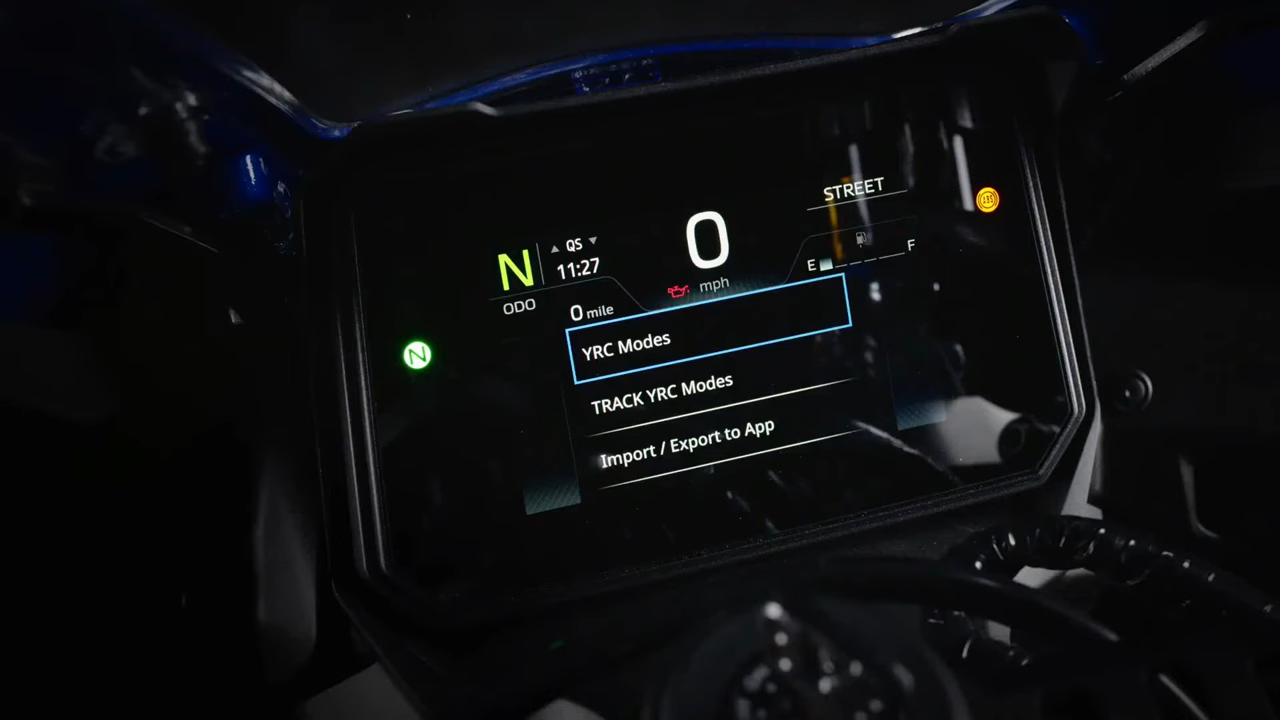 STREET
N
QS
11:27
0
mph
E
F
ODO
0 mile
N
YRC Modes
TRACK YRC Modes
Import / Export to App